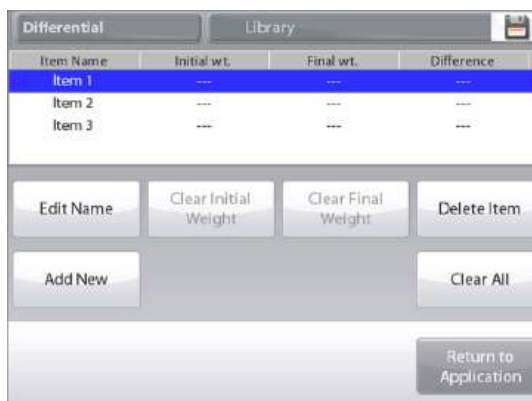 Differential Library
Item Name Initial wt. Final wt. Difference
Item 1 --- --- ---
Item 2 --- --- ---
Item 3 --- --- ---
Edit Name Clear Initial Weight Clear Final Weight Delete Item
Add New Clear All
Return to
Application